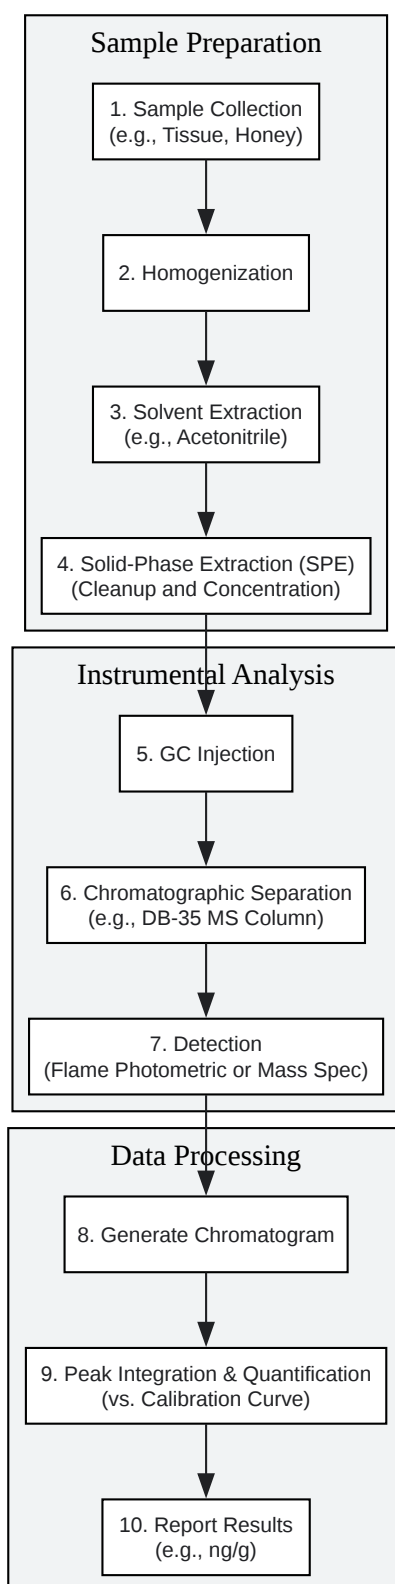 Sample Preparation
1. Sample Collection
(e.g., Tissue, Honey)
2. Homogenization
3. Solvent Extraction
(e.g., Acetonitrile)
4. Solid-Phase Extraction (SPE)
(Cleanup and Concentration)
Instrumental Analysis
5. GC Injection
6. Chromatographic Separation
(e.g., DB-35 MS Column)
7. Detection
(Flame Photometric or Mass Spec)
Data Processing
8. Generate Chromatogram
9. Peak Integration & Quantification
(vs. Calibration Curve)
10. Report Results
(e.g., ng/g)